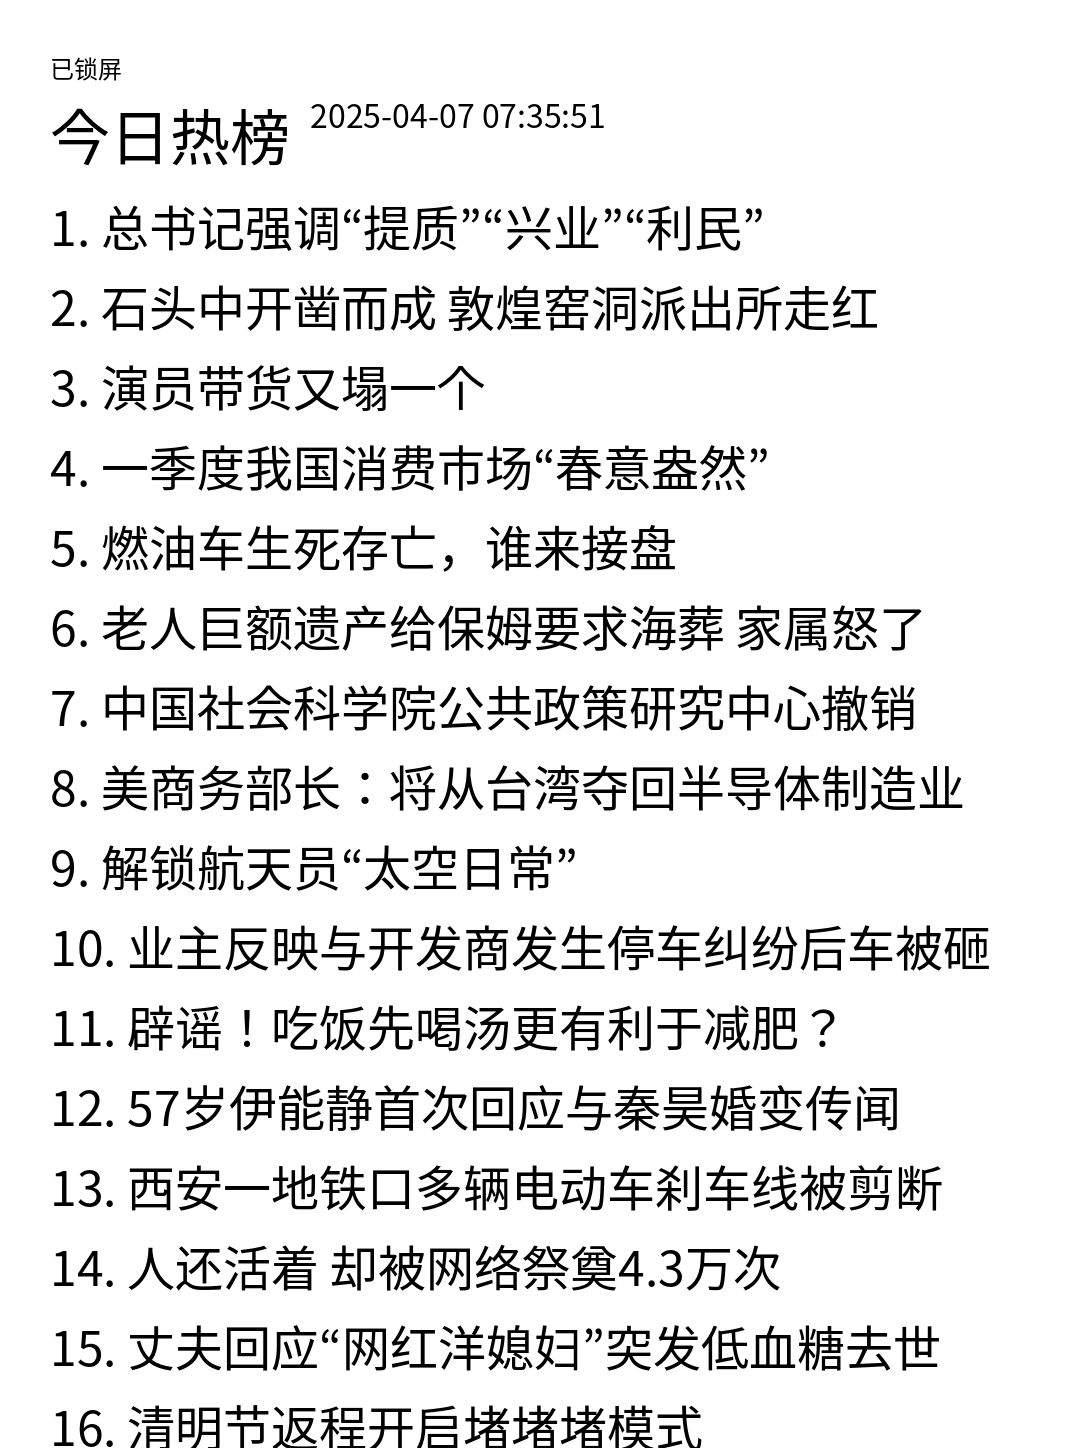 已锁屏
今日热榜 2025-04-07 07:35:51
1. 总书记强调“提质”“兴业”“利民”
2. 石头中开凿而成 敦煌窑洞派出所走红
3. 演员带货又塌一个
4. 一季度我国消费市场“春意盎然”
5. 燃油车生死存亡，谁来接盘
6. 老人巨额遗产给保姆要求海葬 家属怒了
7. 中国社会科学院公共政策研究中心撤销
8. 美商务部长：将从台湾夺回半导体制造业
9. 解锁航天员“太空日常”
10. 业主反映与开发商发生停车纠纷后车被砸
11. 辟谣！吃饭先喝汤更有利于减肥？
12. 57岁伊能静首次回应与秦昊婚变传闻
13. 西安一地铁口多辆电动车刹车线被剪断
14. 人还活着 却被网络祭奠4.3万次
15. 丈夫回应“网红洋媳妇”突发低血糖去世
16. 清明节返程开启堵堵堵模式